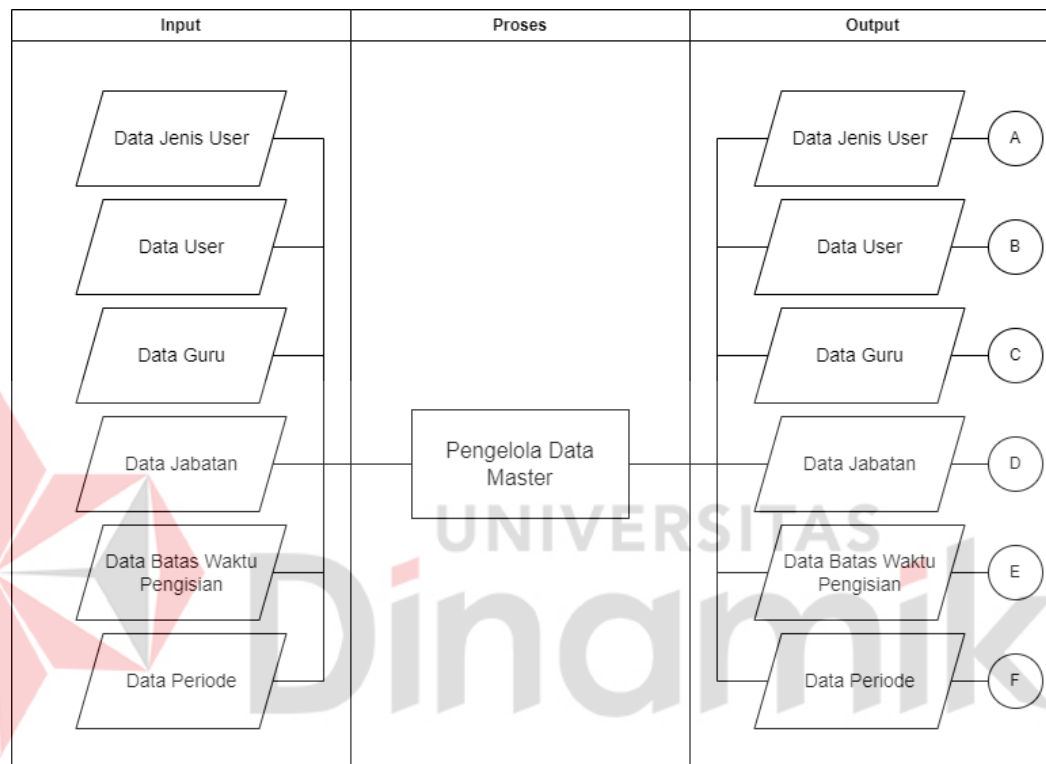 Input
Proses
Output
Data Jenis User
Data User
Data Guru
Data Jabatan
Data Batas Waktu
Pengisian
Data Periode
Pengelola Data
Master
Data Jenis User
A
Data User
B
Data Guru
C
Data Jabatan
D
Data Batas Waktu
Pengisian
E
Data Periode
F
UNIVERSITAS
Dinamik